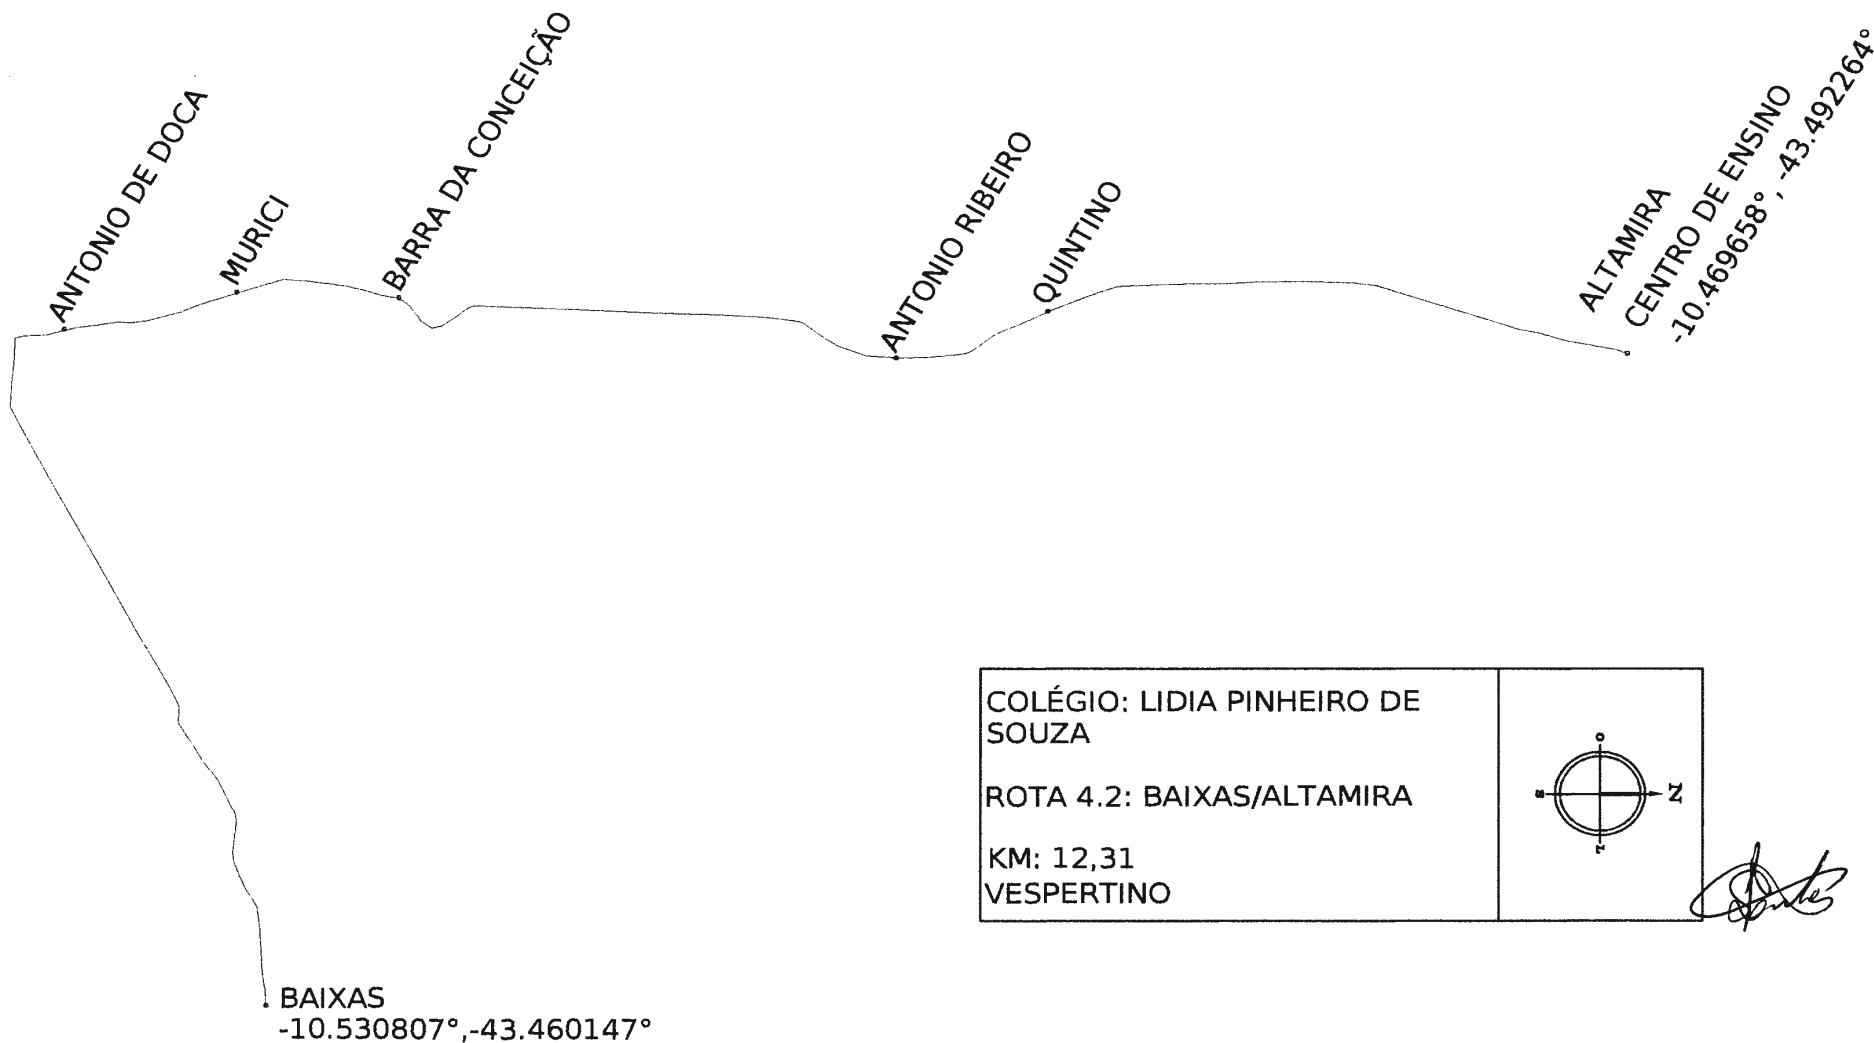 ANTONIO DE DOCA
MURICI
BARRA DA CONCEIÇÃO
ANTONIO RIBEIRO
QUINTINO
ALTAMIRA
CENTRO DE ENSINO
-10.469658°, -43.492264°
COLÉGIO: LIDIA PINHEIRO DE
SOUZA
ROTA 4.2: BAIXAS/ALTAMIRA
KM: 12,31
VESPERTINO
O
N
BAIXAS
-10.530807°,-43.460147°